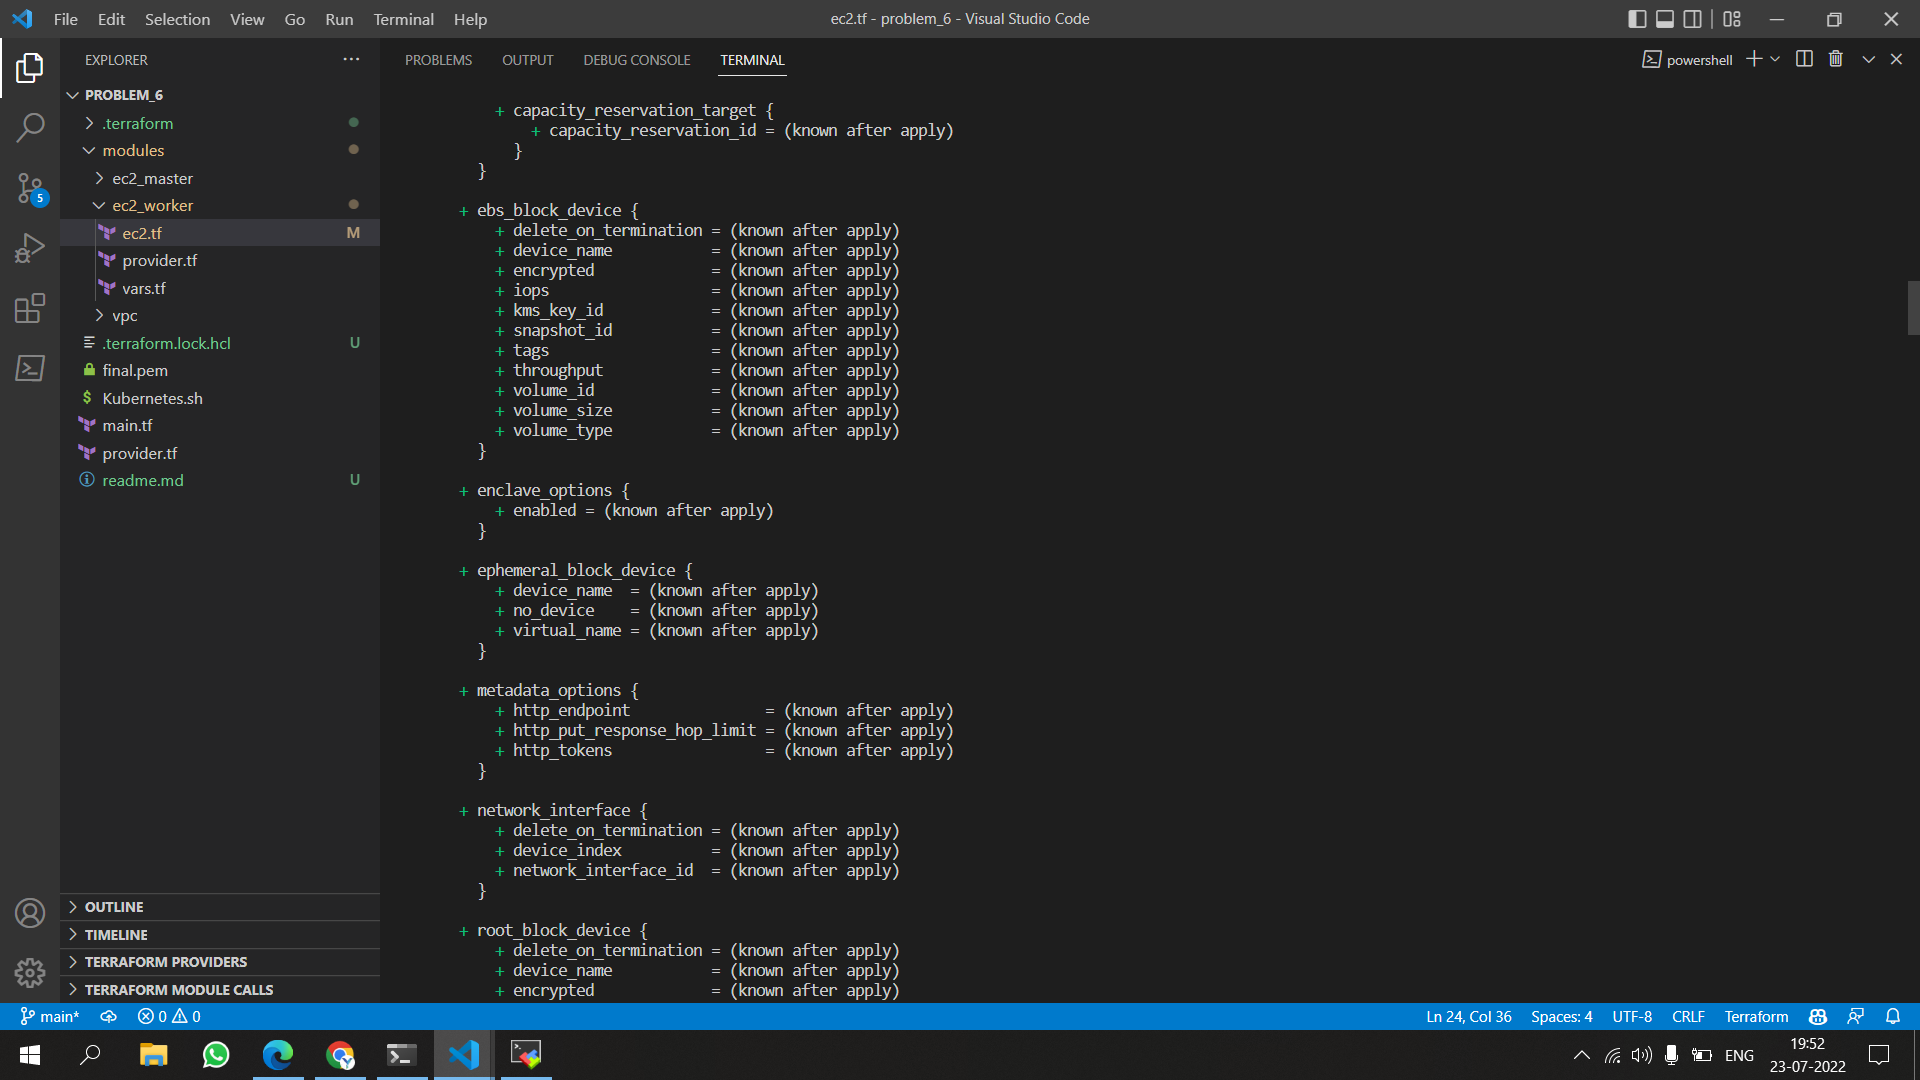 File Edit Selection View Go Run Terminal Help
ec2.tf - problem_6 - Visual Studio Code
EXPLORER
PROBLEM_6
.terraform
modules
ec2_master
ec2_worker
ec2.tf M
provider.tf
vars.tf
vpc
.terraform.lock.hcl U
final.pem
Kubernetes.sh
main.tf
provider.tf
readme.md U
OUTLINE
TIMELINE
TERRAFORM PROVIDERS
TERRAFORM MODULE CALLS
5
PROBLEMS OUTPUT DEBUG CONSOLE TERMINAL
powershell
+ capacity_reservation_target {
+ capacity_reservation_id = (known after apply)
}
}
+ ebs_block_device {
+ delete_on_termination = (known after apply)
+ device_name = (known after apply)
+ encrypted = (known after apply)
+ iops = (known after apply)
+ kms_key_id = (known after apply)
+ snapshot_id = (known after apply)
+ tags = (known after apply)
+ throughput = (known after apply)
+ volume_id = (known after apply)
+ volume_size = (known after apply)
+ volume_type = (known after apply)
}
+ enclave_options {
+ enabled = (known after apply)
}
+ ephemeral_block_device {
+ device_name = (known after apply)
+ no_device = (known after apply)
+ virtual_name = (known after apply)
}
+ metadata_options {
+ http_endpoint = (known after apply)
+ http_put_response_hop_limit = (known after apply)
+ http_tokens = (known after apply)
}
+ network_interface {
+ delete_on_termination = (known after apply)
+ device_index = (known after apply)
+ network_interface_id = (known after apply)
}
+ root_block_device {
+ delete_on_termination = (known after apply)
+ device_name = (known after apply)
+ encrypted = (known after apply)
main* 0 0
Ln 24, Col 36 Spaces: 4 UTF-8 CRLF Terraform
ENG
19:52
23-07-2022